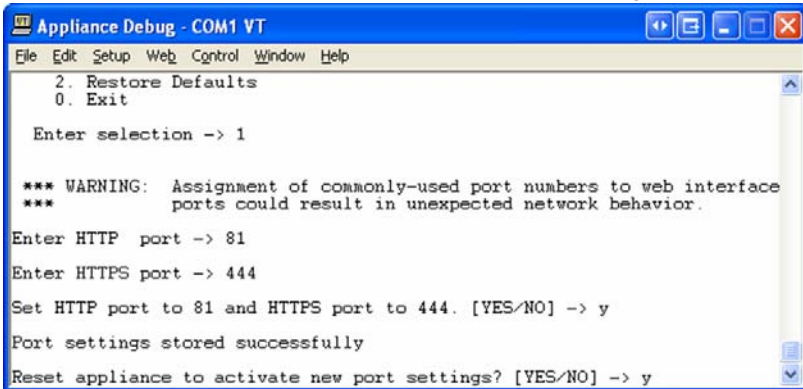 Appliance Debug - COM1 VT
File Edit Setup Web Control Window Help
2. Restore Defaults
0. Exit
Enter selection -> 1
*** WARNING: Assignment of commonly-used port numbers to web interface
*** ports could result in unexpected network behavior.
Enter HTTP port -> 81
Enter HTTPS port -> 444
Set HTTP port to 81 and HTTPS port to 444. [YES/NO] -> y
Port settings stored successfully
Reset appliance to activate new port settings? [YES/NO] -> y